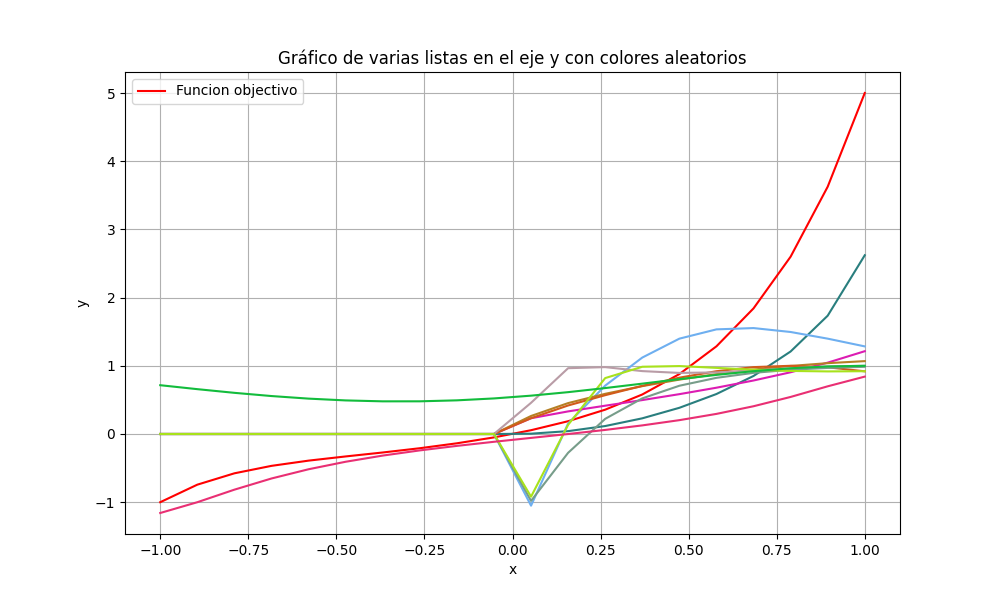 Gráfico de varias listas en el eje y con colores aleatorios
Funcion objectivo
5
4
3
2
1
0
−1
y
−1.00 −0.75 −0.50 −0.25 0.00 0.25 0.50 0.75 1.00
x